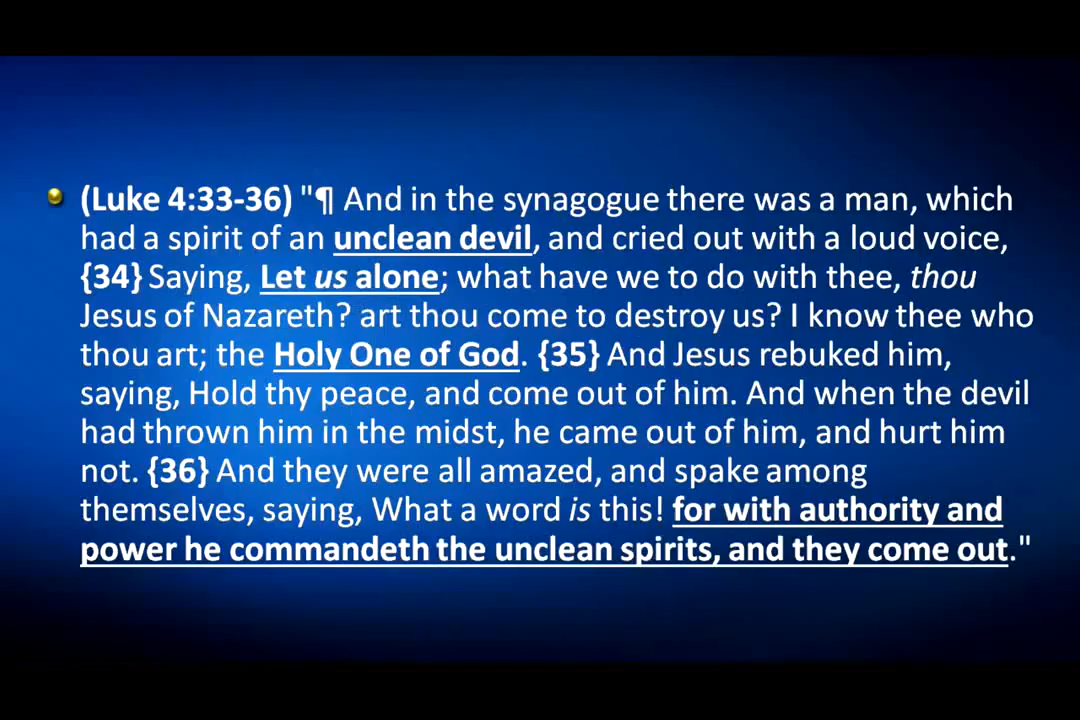 (Luke 4:33-36) "¶ And in the synagogue there was a man, which
had a spirit of an unclean devil, and cried out with a loud voice,
{34} Saying, Let us alone; what have we to do with thee, thou
Jesus of Nazareth? art thou come to destroy us? I know thee who
thou art; the Holy One of God. {35} And Jesus rebuked him,
saying, Hold thy peace, and come out of him. And when the devil
had thrown him in the midst, he came out of him, and hurt him
not. {36} And they were all amazed, and spake among
themselves, saying, What a word is this! for with authority and
power he commandeth the unclean spirits, and they come out."